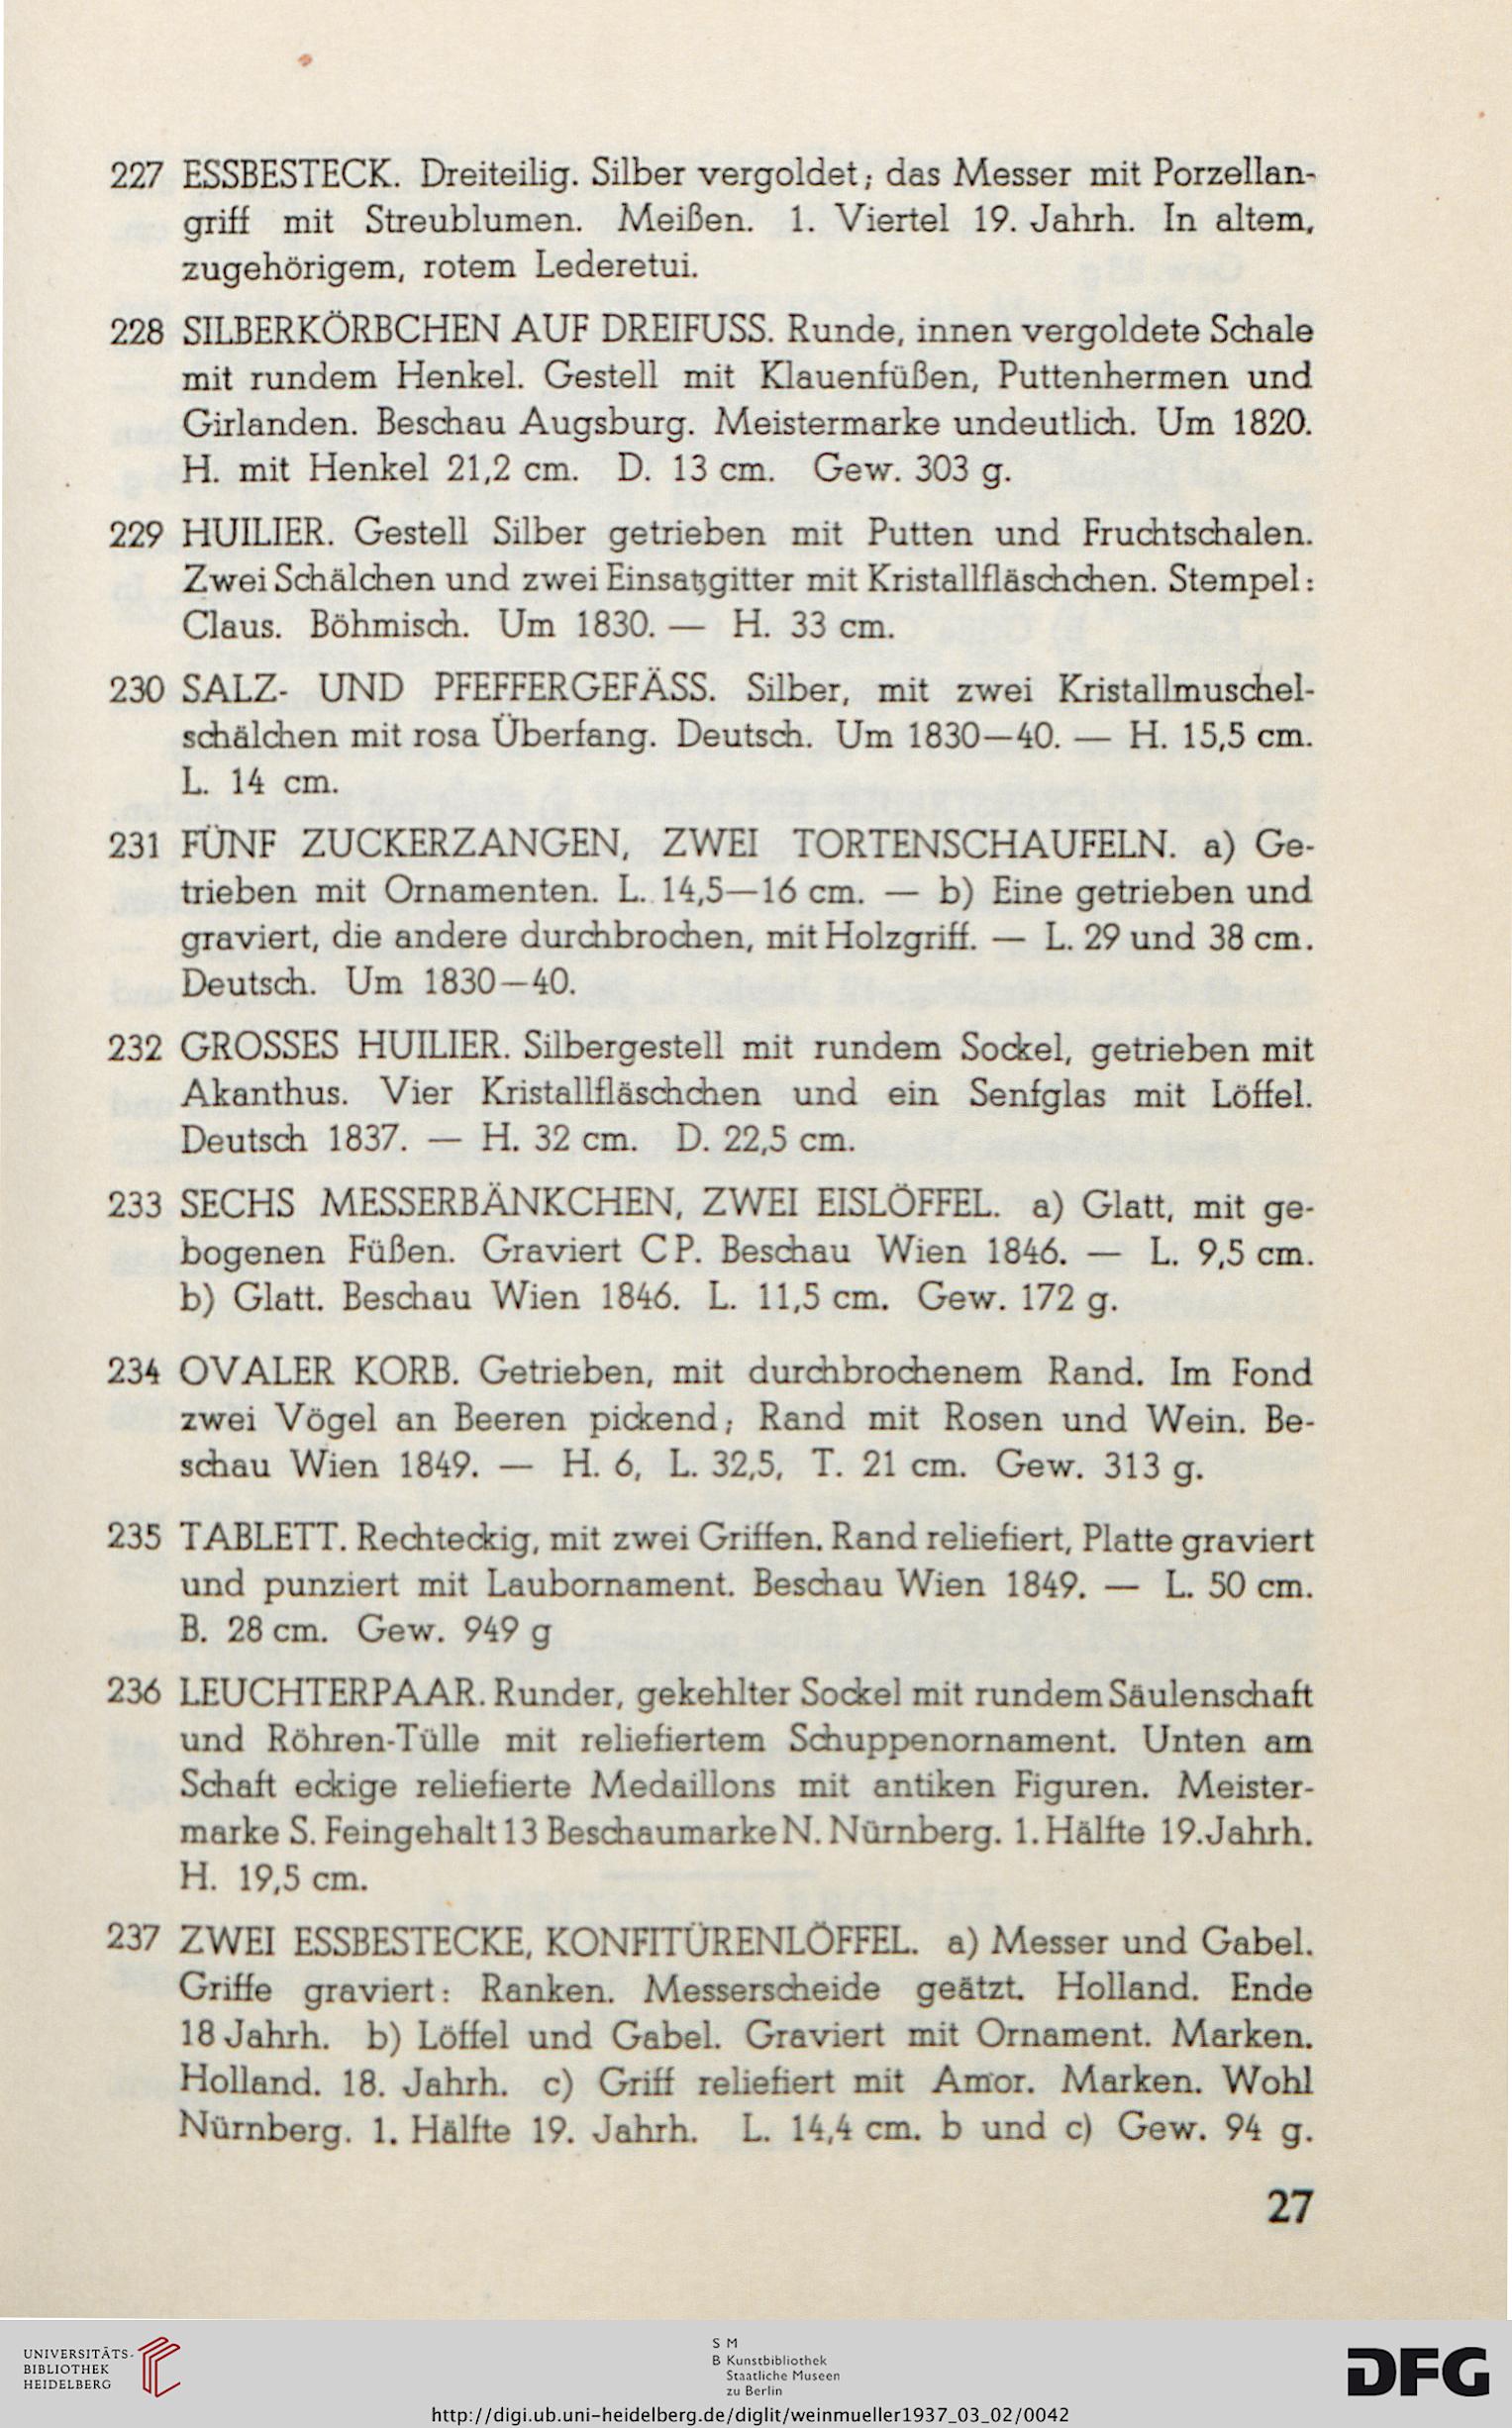 227 ESSBESTECK. Dreiteilig. Silber vergoldet; das Messer mit Porzellan-
griff mit Streublumen. Meißen. 1. Viertel 19. Jahrh. In altem,
zugehörigem, rotem Lederetui.
228 SILBERKÖRBCHEN AUF DREIFUSS. Runde, innen vergoldete Schale
mit rundem Henkel. Gestell mit Klauenfüßen, Puttenhermen und
Girlanden. Beschau Augsburg. Meistermarke undeutlich. Um 1820.
H. mit Henkel 21,2 cm. D. 13 cm. Gew. 303 g.
229 HUILIER. Gestell Silber getrieben mit Putten und Fruchtschalen.
Zwei Schälchen und zwei Einsatzgitter mit Kristallfläschchen. Stempel:
Claus. Böhmisch. Um 1830. — H. 33 cm.
230 SALZ- UND PFEFFERGEFÄSS. Silber, mit zwei Kristallmuschel-
schälchen mit rosa Überfang. Deutsch. Um 1830—40. — H. 15,5 cm.
L. 14 cm.
231 FÜNF ZUCKERZANGEN, ZWEI TORTENSCHAUFELN. a) Ge-
trieben mit Ornamenten. L. 14,5—16 cm. — b) Eine getrieben und
graviert, die andere durchbrochen, mit Holzgriff. — L. 29 und 38 cm.
Deutsch. Um 1830—40.
232 GROSSES HUILIER. Silbergestell mit rundem Sockel, getrieben mit
Akanthus. Vier Kristallfläschchen und ein Senfglas mit Löffel.
Deutsch 1837. — H. 32 cm. D. 22,5 cm.
233 SECHS MESSERBÄNKCHEN, ZWEI EISLÖFFEL. a) Glatt, mit ge-
bogenen Füßen. Graviert CP. Beschau Wien 1846. — L. 9,5 cm.
b) Glatt. Beschau Wien 1846. L. 11,5 cm. Gew. 172 g.
234 OVALER KORB. Getrieben, mit durchbrochenem Rand. Im Fond
zwei Vögel an Beeren pickend; Rand mit Rosen und Wein. Be-
schau Wien 1849. — H. 6, L. 32,5, T. 21 cm. Gew. 313 g.
235 TABLETT. Rechteckig, mit zwei Griffen. Rand reliefiert, Platte graviert
und punziert mit Laubornament. Beschau Wien 1849. — L. 50 cm.
B. 28 cm. Gew. 949 g
236 LEUCHTERPAAR. Runder, gekehlter Sockel mit rundem Säulenschaft
und Röhren-Tülle mit reliefiertem Schuppenornament. Unten am
Schaft eckige reliefierte Medaillons mit antiken Figuren. Meister-
marke S. Feingehalt 13 Beschaumarke N. Nürnberg. 1. Hälfte 19. Jahrh.
H. 19,5 cm.
237 ZWEI ESSBESTECKE, KONFITÜRENLÖFFEL. a) Messer und Gabel.
Griffe graviert: Ranken. Messerscheide geätzt. Holland. Ende
18 Jahrh. b) Löffel und Gabel. Graviert mit Ornament. Marken.
Holland. 18. Jahrh. c) Griff reliefiert mit Amor. Marken. Wohl
Nürnberg. 1. Hälfte 19. Jahrh. L. 14,4 cm. b und c) Gew. 94 g.
27
UNIVERSITÄTS-
BIBLIOTHEK
HEIDELBERG
S M
B Kunstbibliothek
Staatliche Museen
zu Berlin
DFG
http://digi.ub.uni-heidelberg.de/diglit/weinmueller1937_03_02/0042